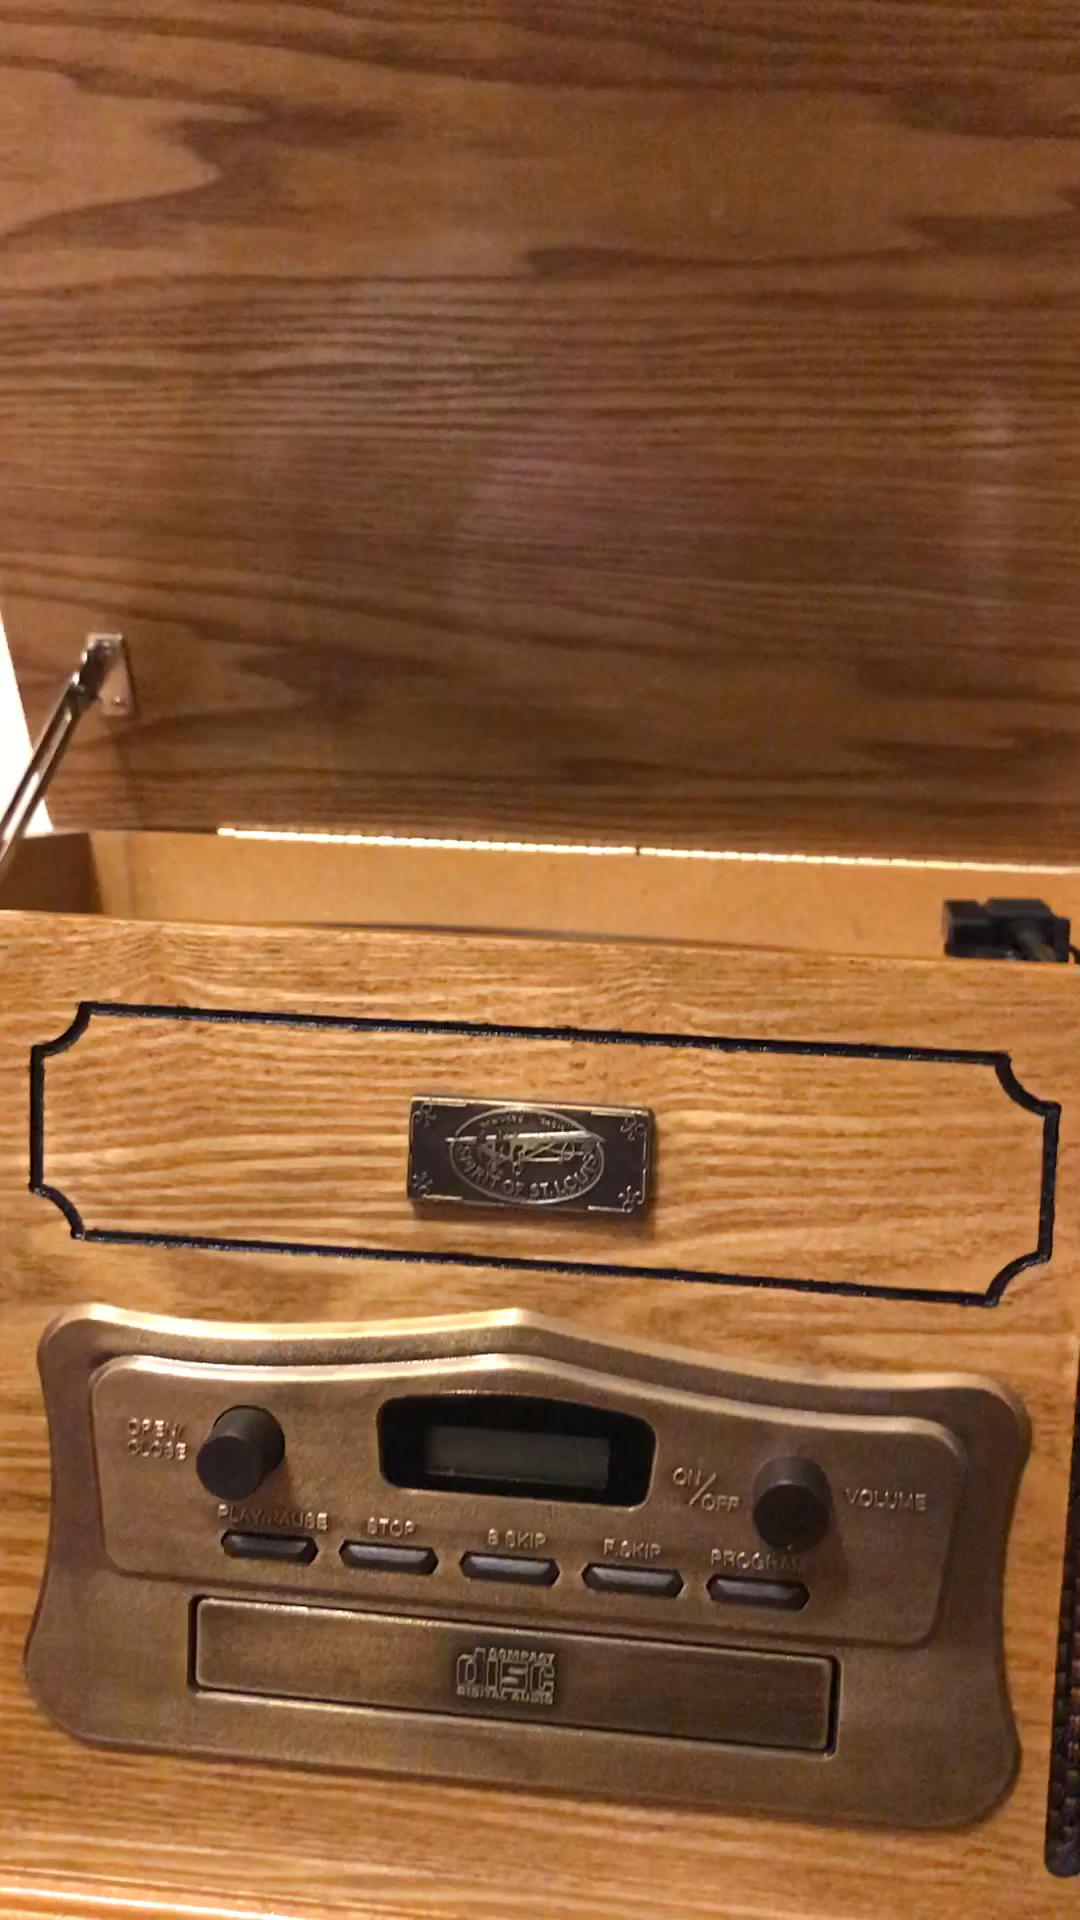 SPIRIT OF ST. LOUIS
OPEN/
CLOSE
ON/OFF
VOLUME
PLAY/PAUSE
STOP
B.SKIP
F.SKIP
PROGRAM
COMPACT
disc
DIGITAL AUDIO